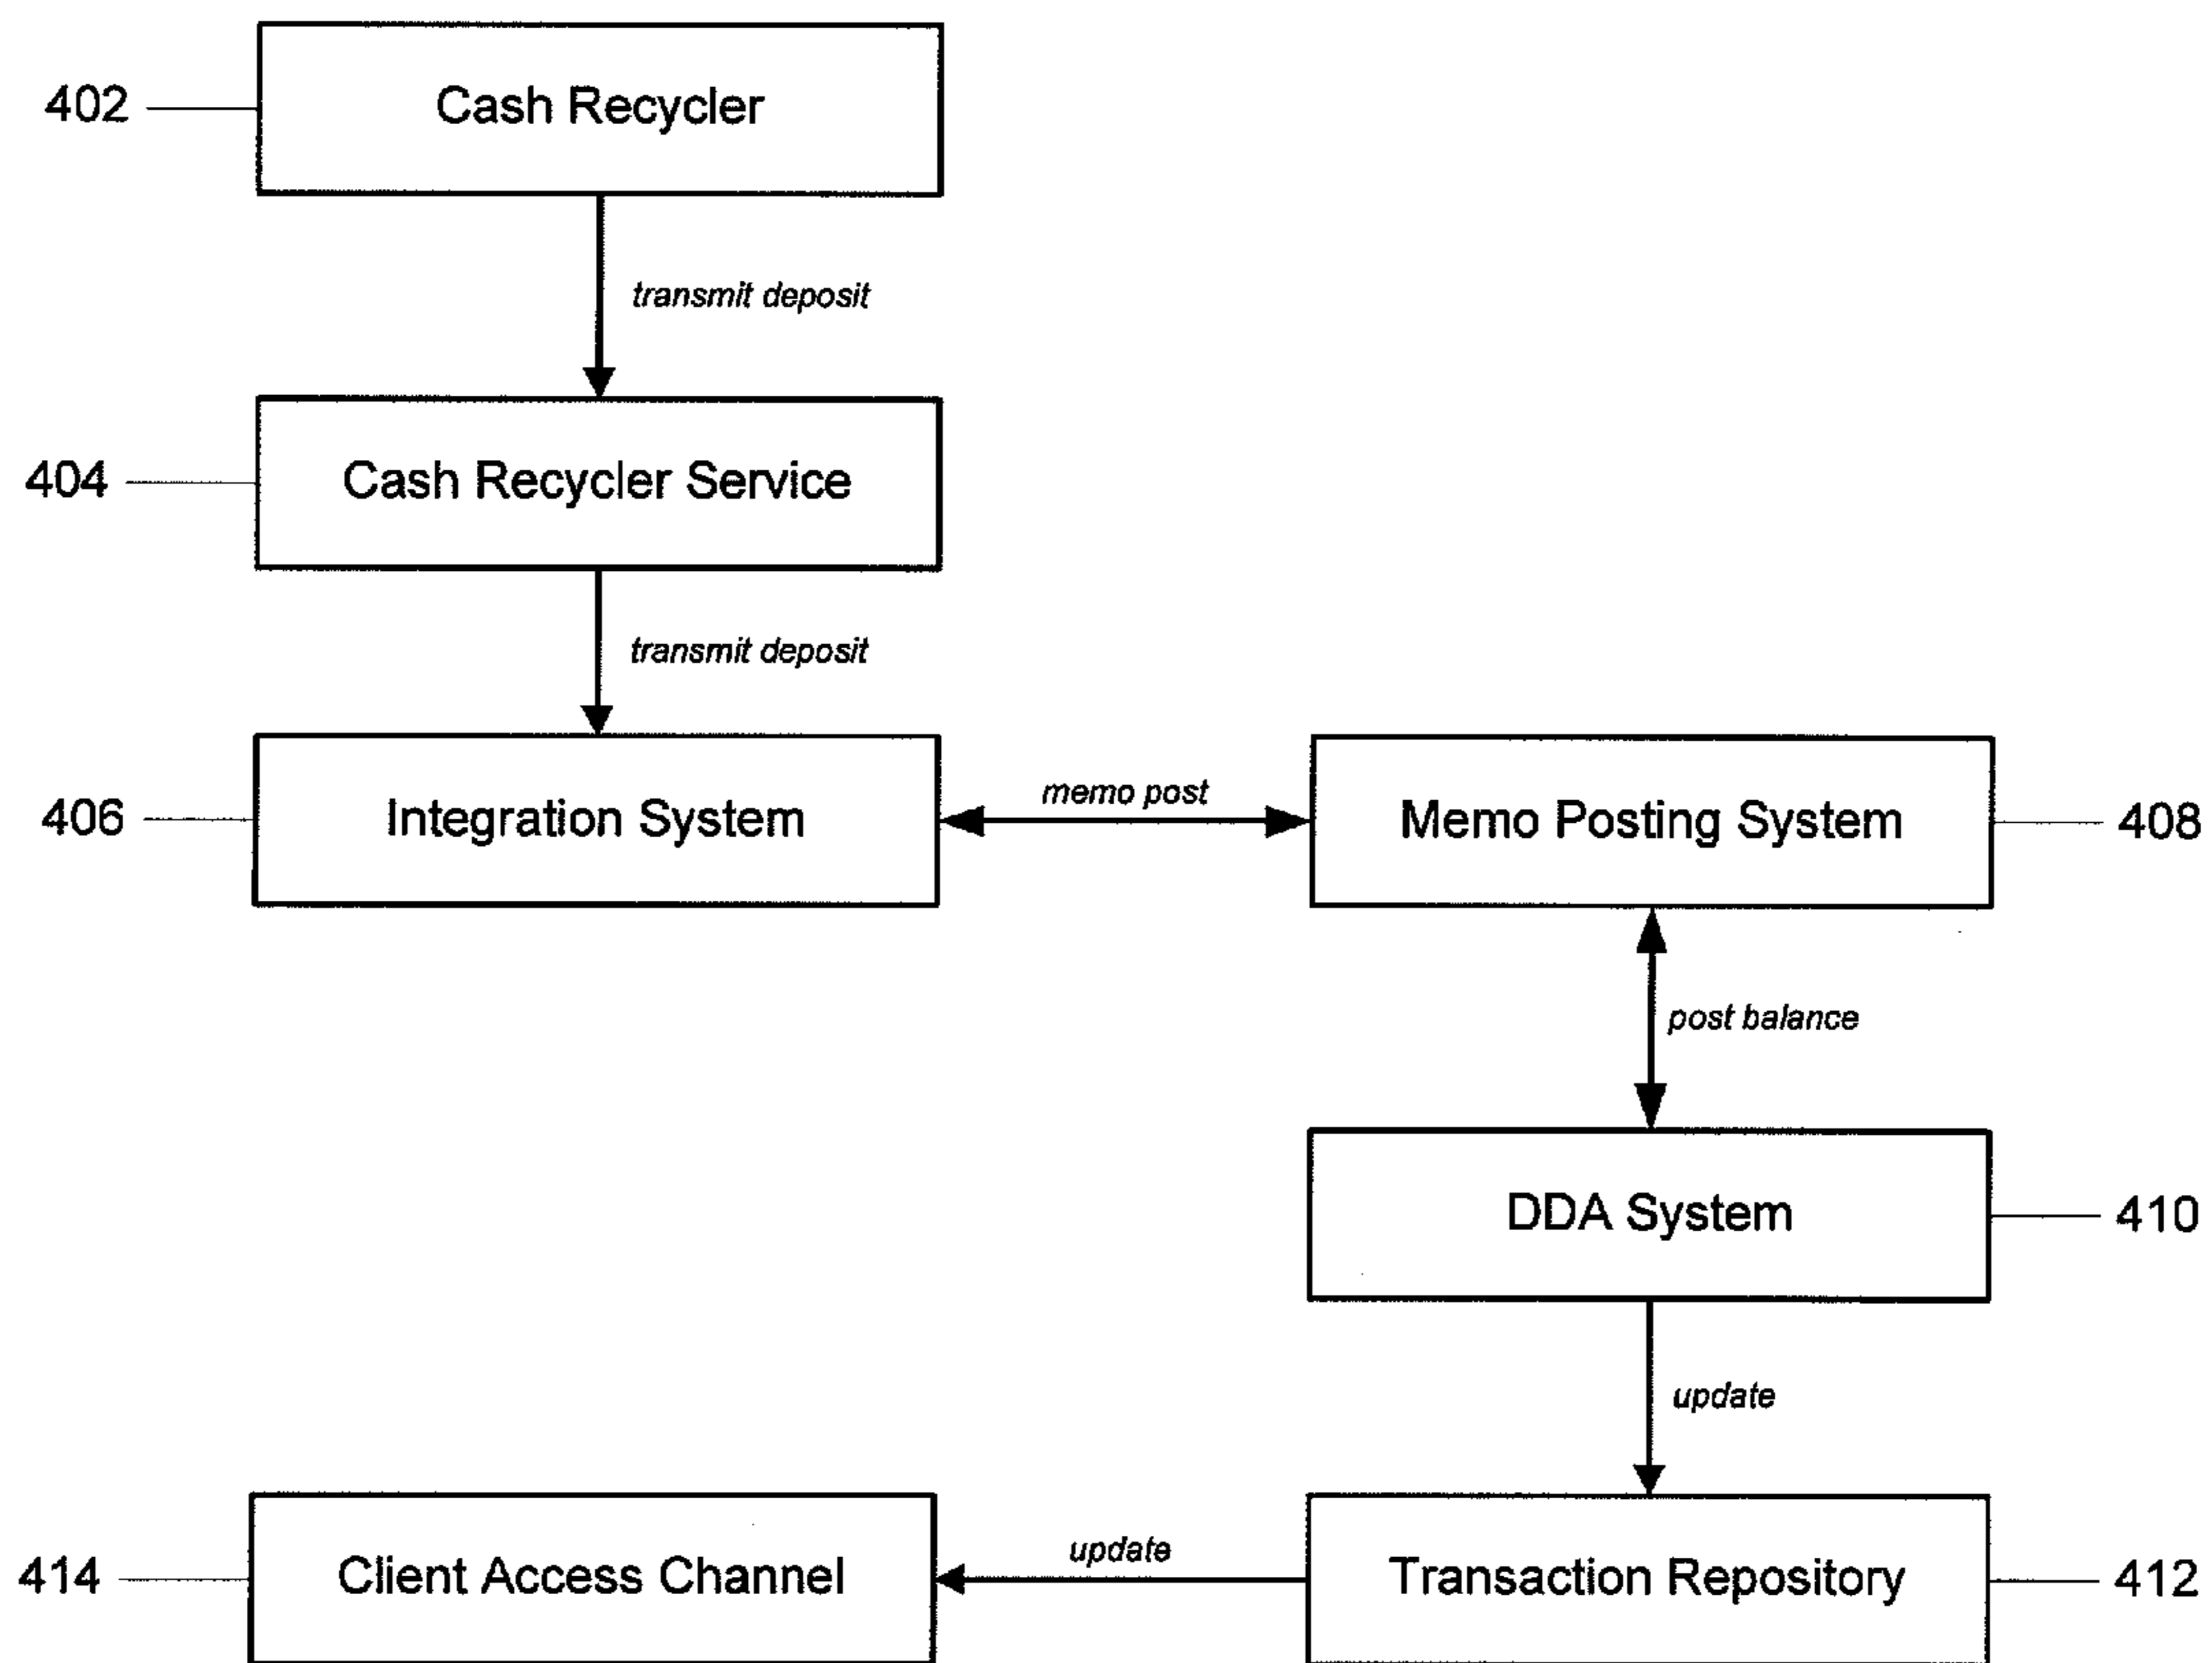 402
Cash Recycler
transmit deposit
404
Cash Recycler Service
transmit deposit
406
Integration System
memo post
Memo Posting System
408
post balance
DDA System
410
update
414
Client Access Channel
update
Transaction Repository
412